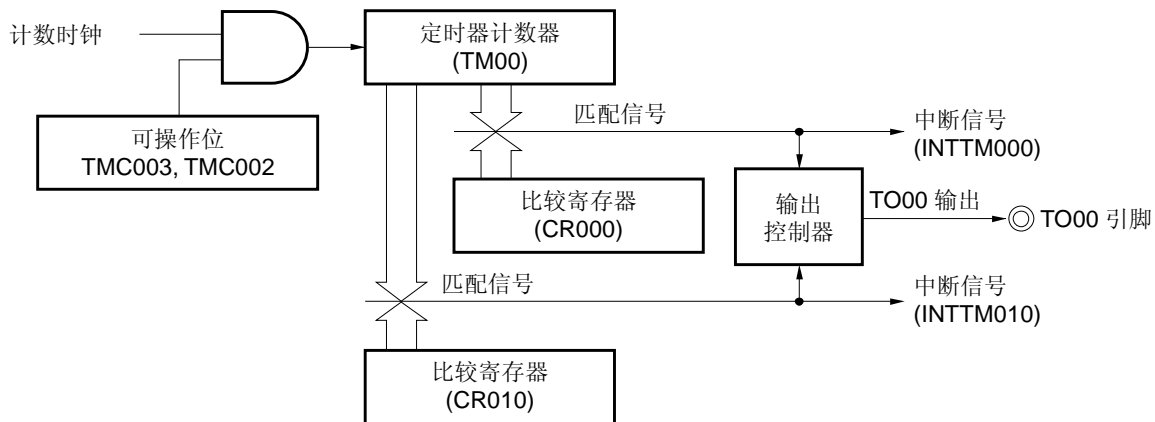 计数时钟
定时器计数器
(TM00)
可操作位
TMC003, TMC002
匹配信号
中断信号
(INTTM000)
比较寄存器
(CR000)
输出
控制器
TO00 输出
TO00 引脚
匹配信号
中断信号
(INTTM010)
比较寄存器
(CR010)